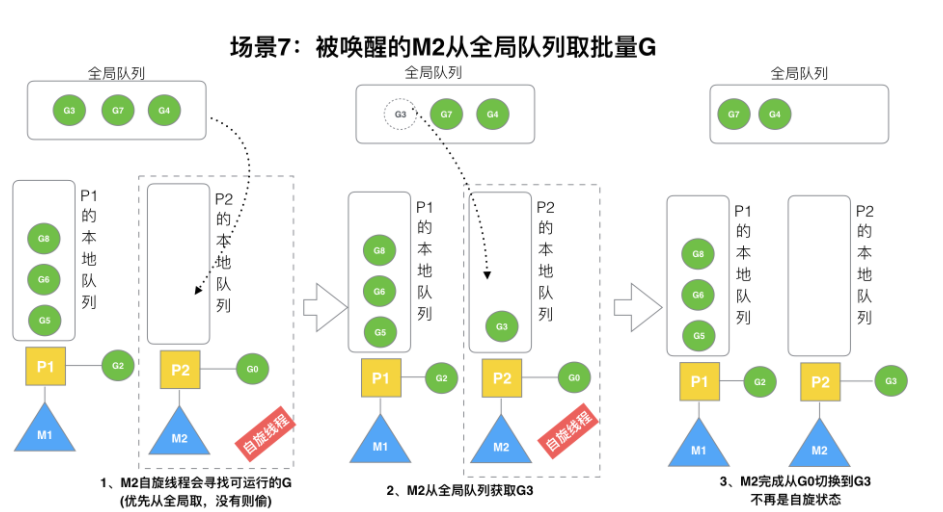 场景7：被唤醒的M2从全局队列取批量G
全局队列
G3 G7 G4
P1的本地队列
G8
G6
G5
P2的本地队列
P1
G2
P2
G0
M1
M2
自旋线程
1、M2自旋线程会寻找可运行的G
(优先从全局取，没有则偷)
全局队列
G3 G7 G4
P1的本地队列
G8
G6
G5
P2的本地队列
G3
P1
G2
P2
G0
M1
M2
自旋线程
2、M2从全局队列获取G3
全局队列
G7 G4
P1的本地队列
G8
G6
G5
P2的本地队列
P1
G2
P2
G3
M1
M2
3、M2完成从G0切换到G3
不再是自旋状态